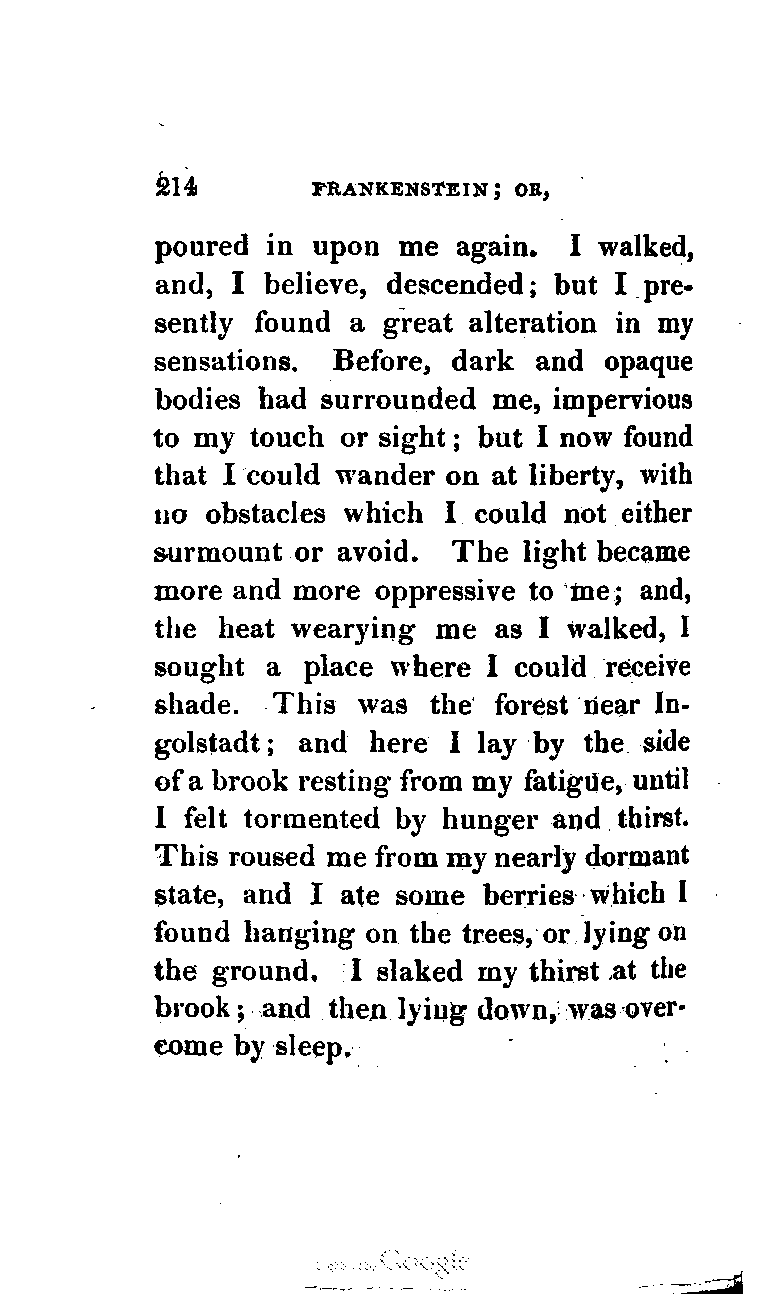 214 FRANKENSTEIN; OR,
poured in upon me again. I walked,
and, I believe, descended; but I pre-
sently found a great alteration in my
sensations. Before, dark and opaque
bodies had surrounded me, impervious
to my touch or sight; but I now found
that I could wander on at liberty, with
no obstacles which I could not either
surmount or avoid. The light became
more and more oppressive to me; and,
the heat wearying me as I walked, I
sought a place where I could receive
shade. This was the forest near In-
golstadt; and here I lay by the side
of a brook resting from my fatigue, until
I felt tormented by hunger and thirst.
This roused me from my nearly dormant
state, and I ate some berries which I
found hanging on the trees, or lying on
the ground. I slaked my thirst at the
brook; and then lying down, was over-
come by sleep.
Google